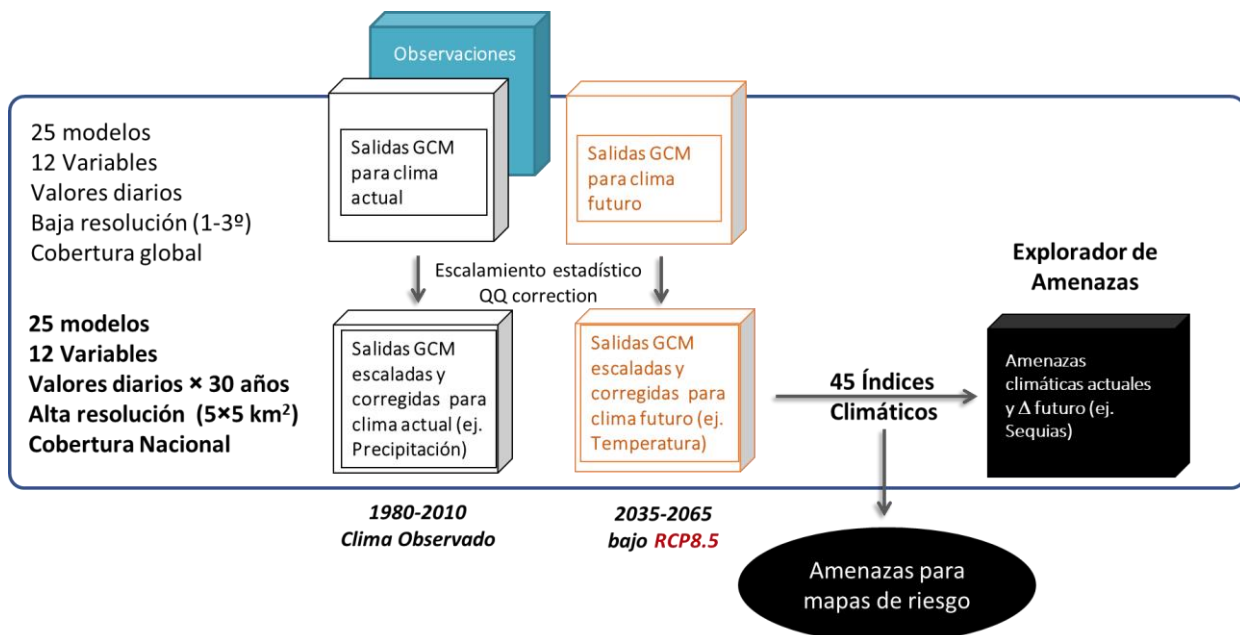 Observaciones
25 modelos
12 Variables
Valores diarios
Baja resolución (1-3º)
Cobertura global
Salidas GCM
para clima
actual
Salidas GCM
para clima
futuro
Escalamiento estadístico
QQ correction
Explorador de
Amenazas
25 modelos
12 Variables
Valores diarios × 30 años
Alta resolución (5×5 km²)
Cobertura Nacional
Salidas GCM
escaladas y
corregidas para
clima actual (ej.
Precipitación)
Salidas GCM
escaladas y
corregidas para
clima futuro (ej.
Temperatura)
45 Índices
Climáticos
Amenazas
climáticas actuales
y Δ futuro (ej.
Sequias)
1980-2010
Clima Observado
2035-2065
bajo RCP8.5
Amenazas para
mapas de riesgo